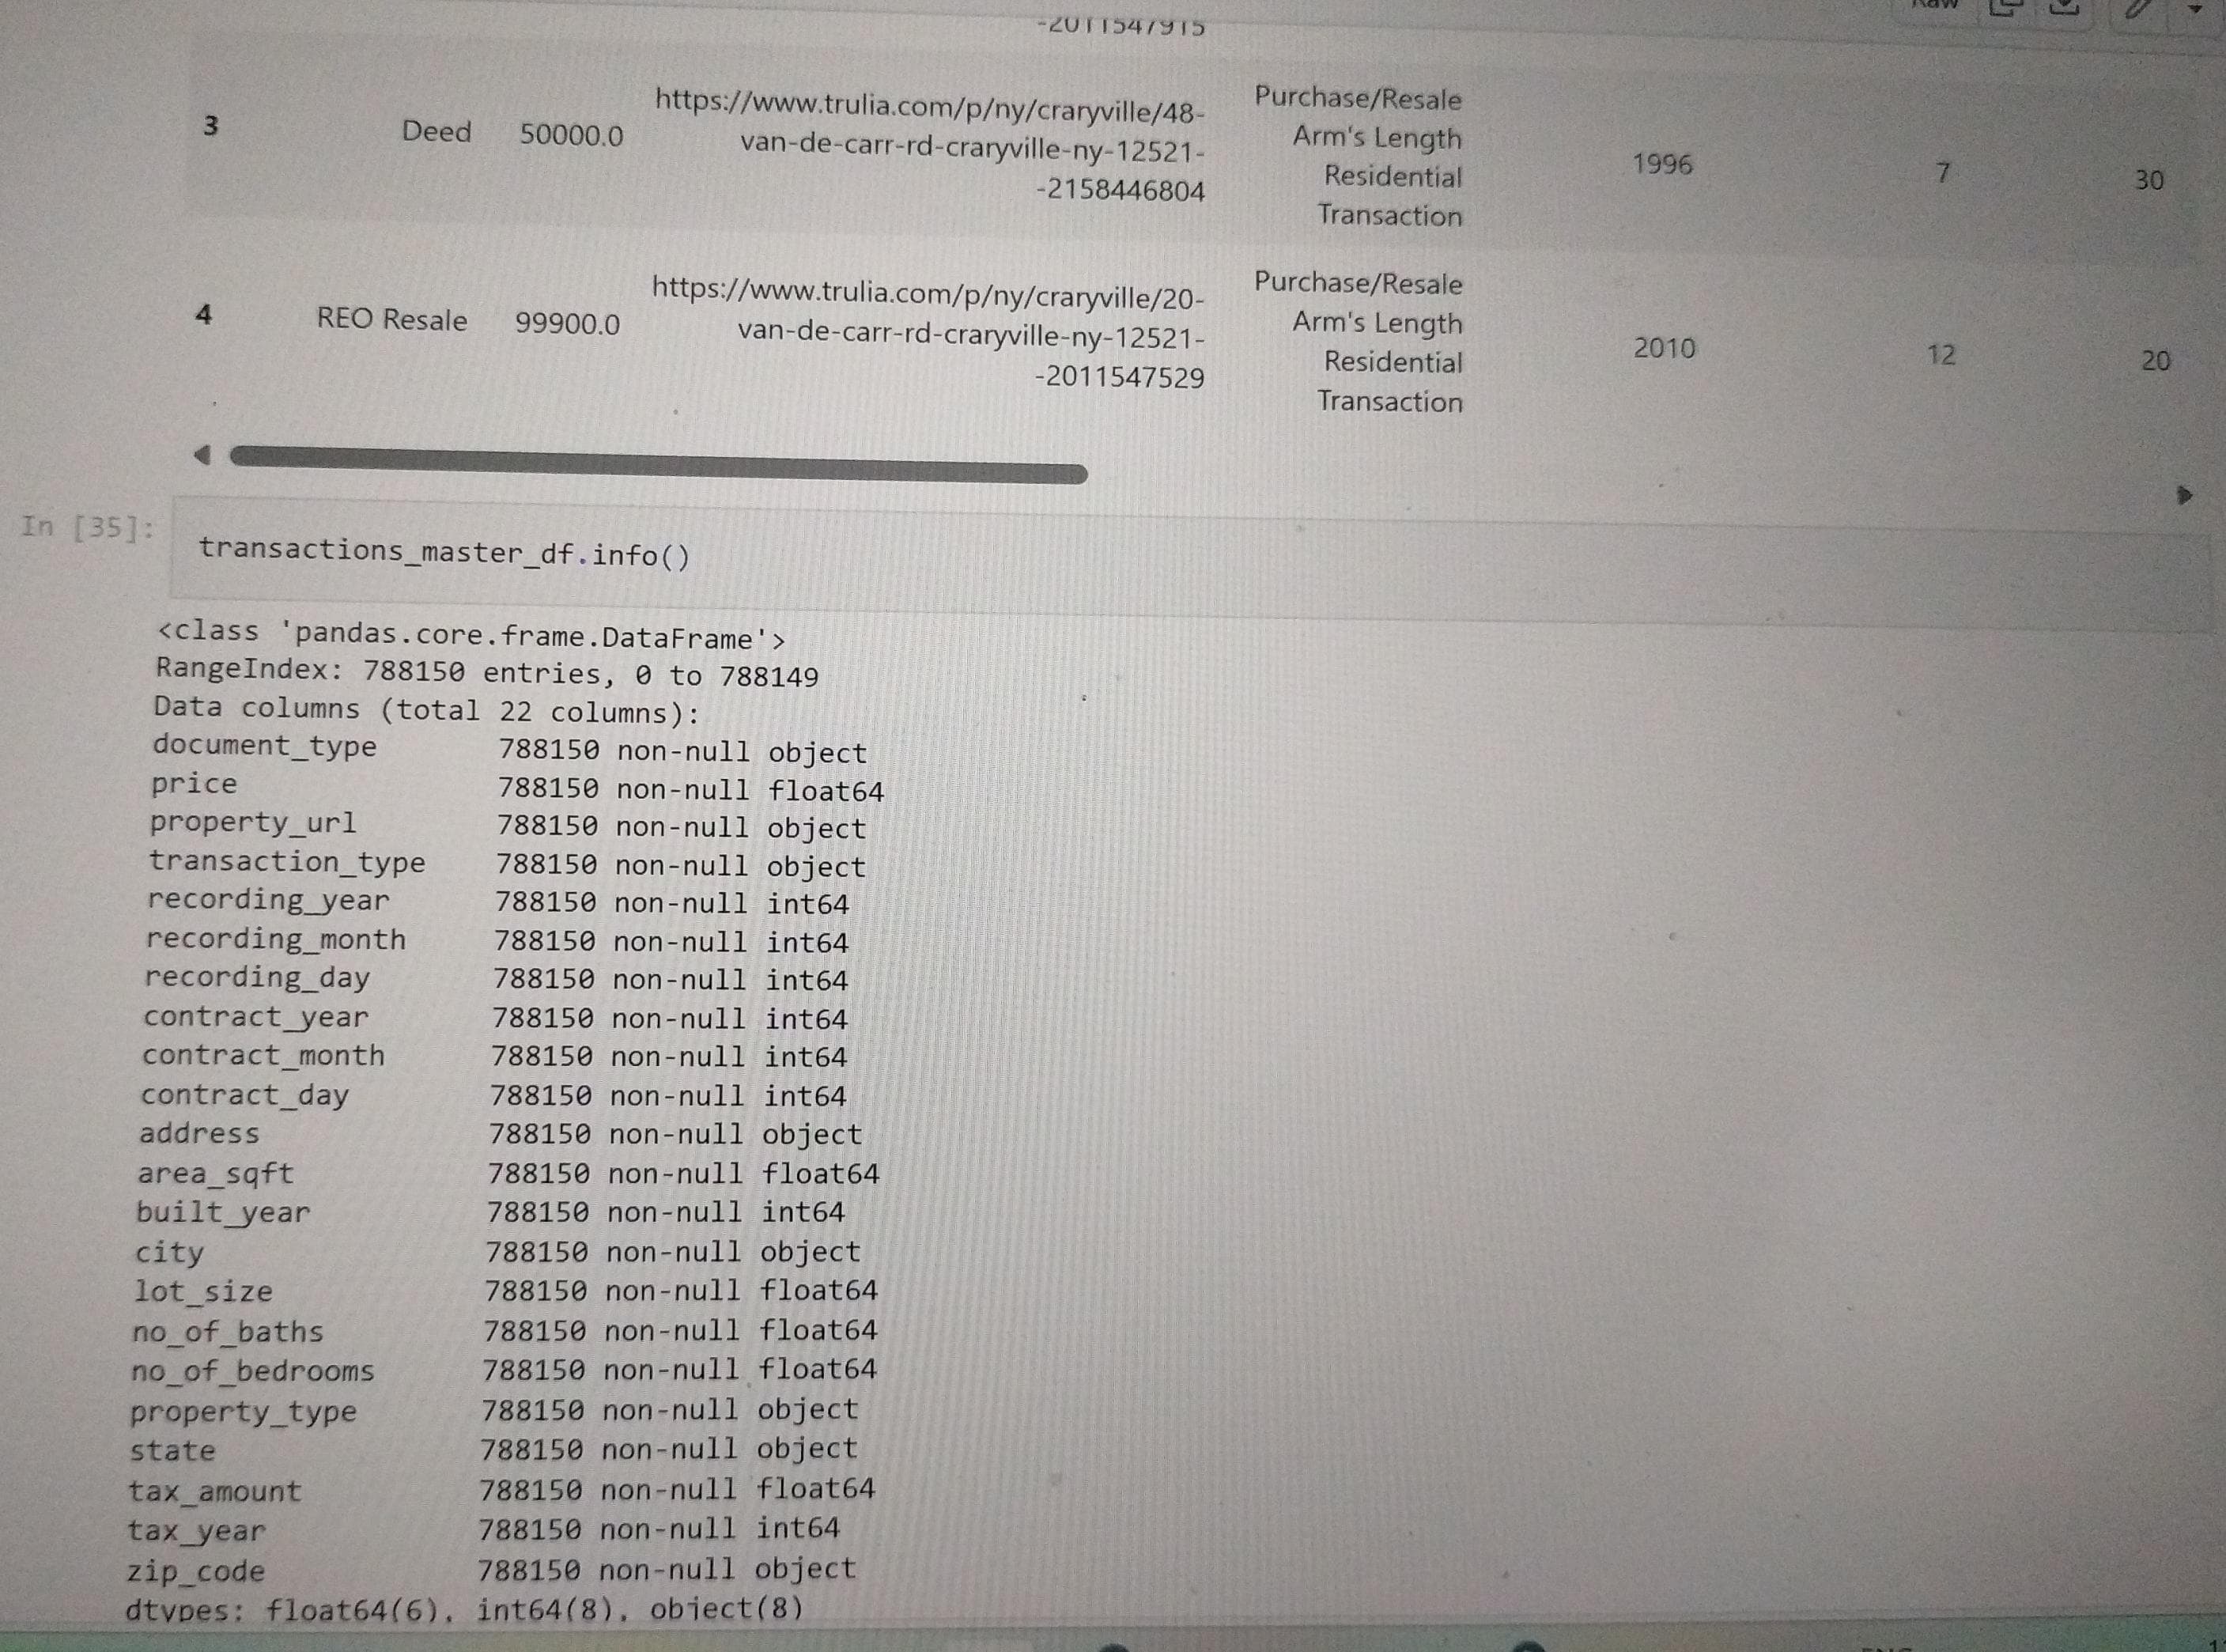 Raw
-2011547915
3 Deed 50000.0 https://www.trulia.com/p/ny/craryville/48-
van-de-carr-rd-craryville-ny-12521-
-2158446804
Purchase/Resale
Arm's Length
Residential
Transaction
1996 7 30
4 REO Resale 99900.0 https://www.trulia.com/p/ny/craryville/20-
van-de-carr-rd-craryville-ny-12521-
-2011547529
Purchase/Resale
Arm's Length
Residential
Transaction
2010 12 20
In [35]: transactions_master_df.info()
<class 'pandas.core.frame.DataFrame'>
RangeIndex: 788150 entries, 0 to 788149
Data columns (total 22 columns):
document_type 788150 non-null object
price 788150 non-null float64
property_url 788150 non-null object
transaction_type 788150 non-null object
recording_year 788150 non-null int64
recording_month 788150 non-null int64
recording_day 788150 non-null int64
contract_year 788150 non-null int64
contract_month 788150 non-null int64
contract_day 788150 non-null int64
address 788150 non-null object
area_sqft 788150 non-null float64
built_year 788150 non-null int64
city 788150 non-null object
lot_size 788150 non-null float64
no_of_baths 788150 non-null float64
no_of_bedrooms 788150 non-null float64
property_type 788150 non-null object
state 788150 non-null object
tax_amount 788150 non-null float64
tax_year 788150 non-null int64
zip_code 788150 non-null object
dtypes: float64(6), int64(8), object(8)